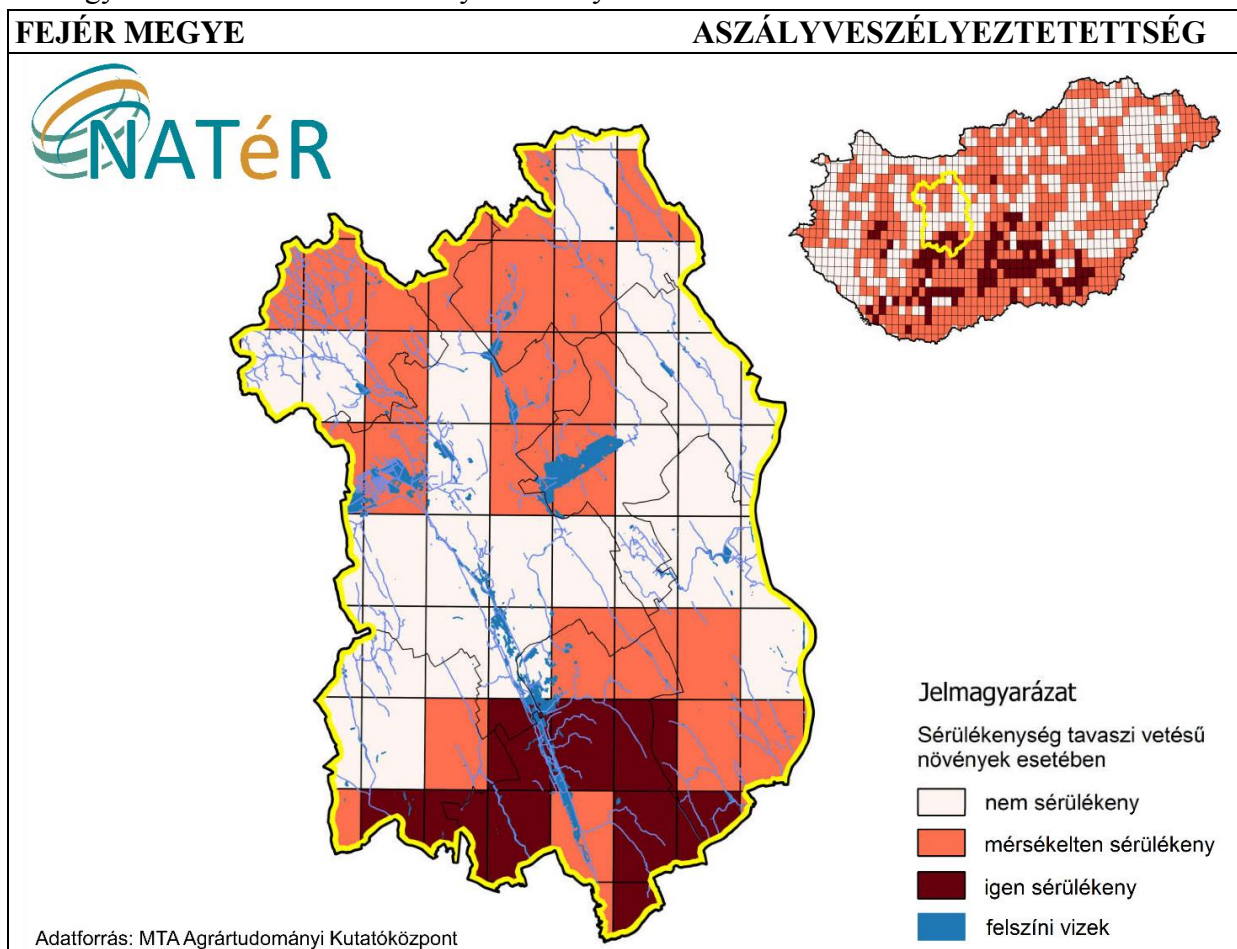 FEJÉR MEGYE ASZÁLYVESZÉLYEZTETETTSÉG
NATéR
Jelmagyarázat
Sérülékenység tavaszi vetésű
növények esetében
nem sérülékeny
mérsékelten sérülékeny
igen sérülékeny
felszíni vizek
Adatforrás: MTA Agrártudományi Kutatóközpont